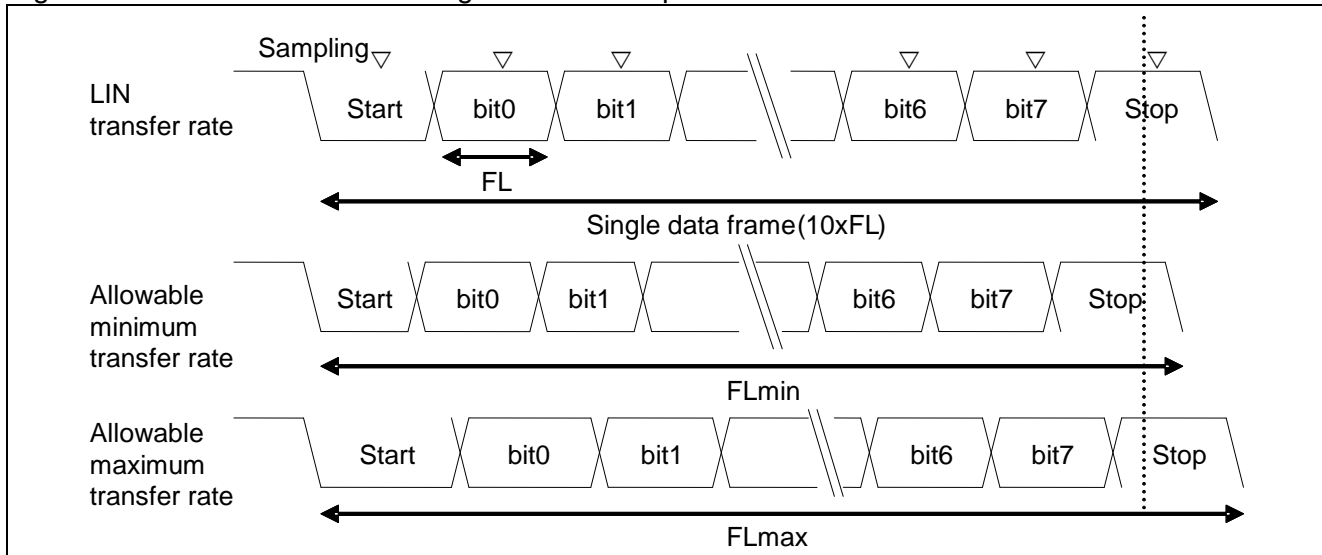 Sampling
LIN
transfer rate
Start bit0 bit1 bit6 bit7 Stop
FL
Single data frame(10xFL)
Allowable
minimum
transfer rate
Start bit0 bit1 bit6 bit7 Stop
FLmin
Allowable
maximum
transfer rate
Start bit0 bit1 bit6 bit7 Stop
FLmax